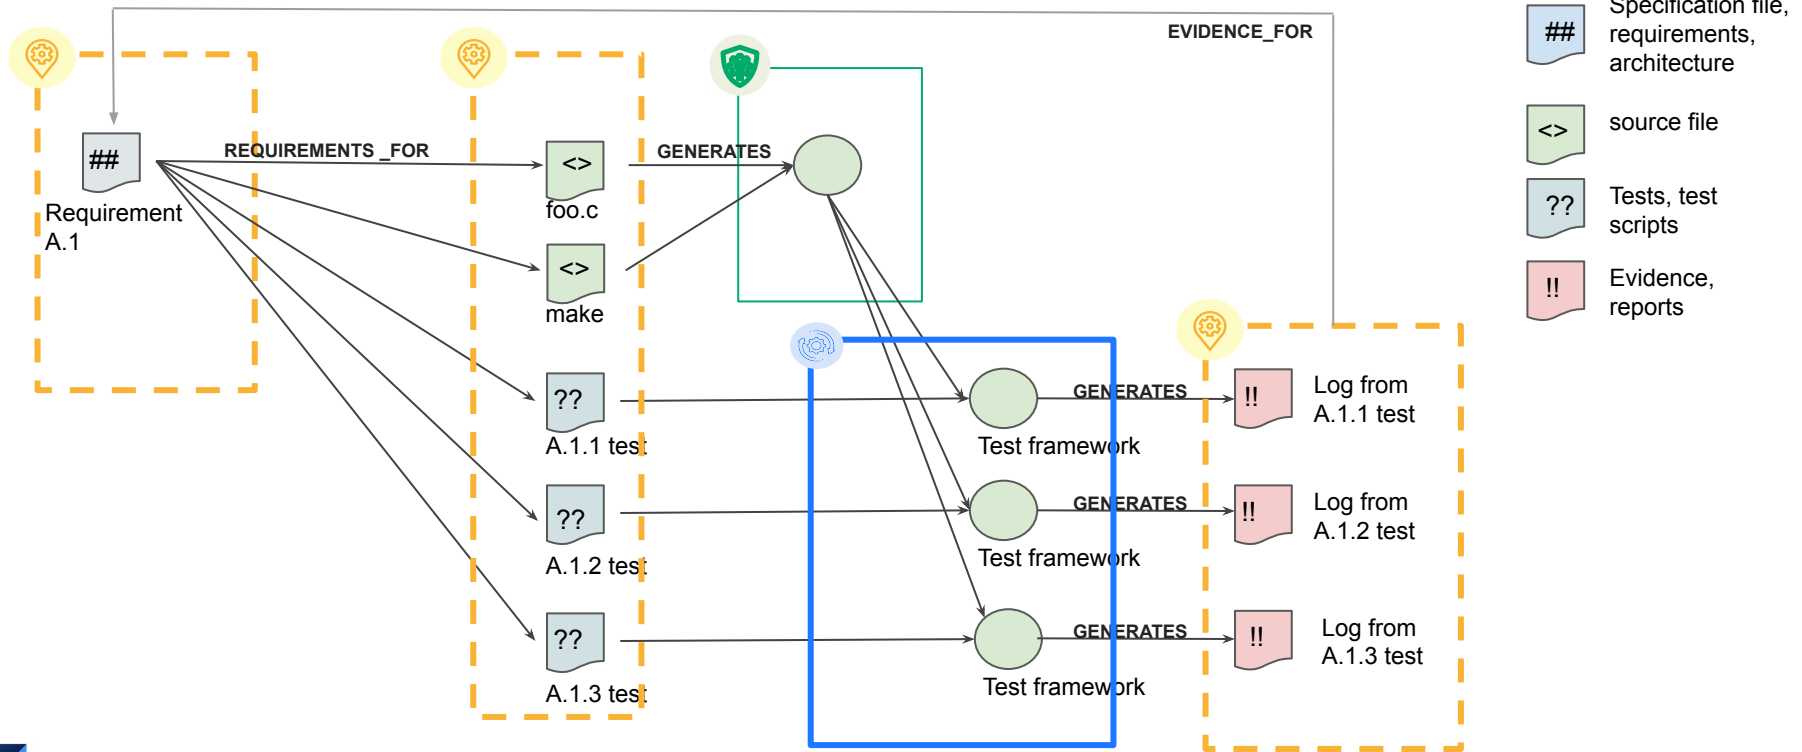 EVIDENCE_FOR
##
Requirement
A.1
REQUIREMENTS _FOR
<>
foo.c
<>
make
??
A.1.1 test
??
A.1.2 test
??
A.1.3 test
GENERATES
Test framework
Test framework
Test framework
GENERATES
GENERATES
GENERATES
!!
Log from
A.1.1 test
!!
Log from
A.1.2 test
!!
Log from
A.1.3 test
##
Specification file,
requirements,
architecture
<>
source file
??
Tests, test
scripts
!!
Evidence,
reports